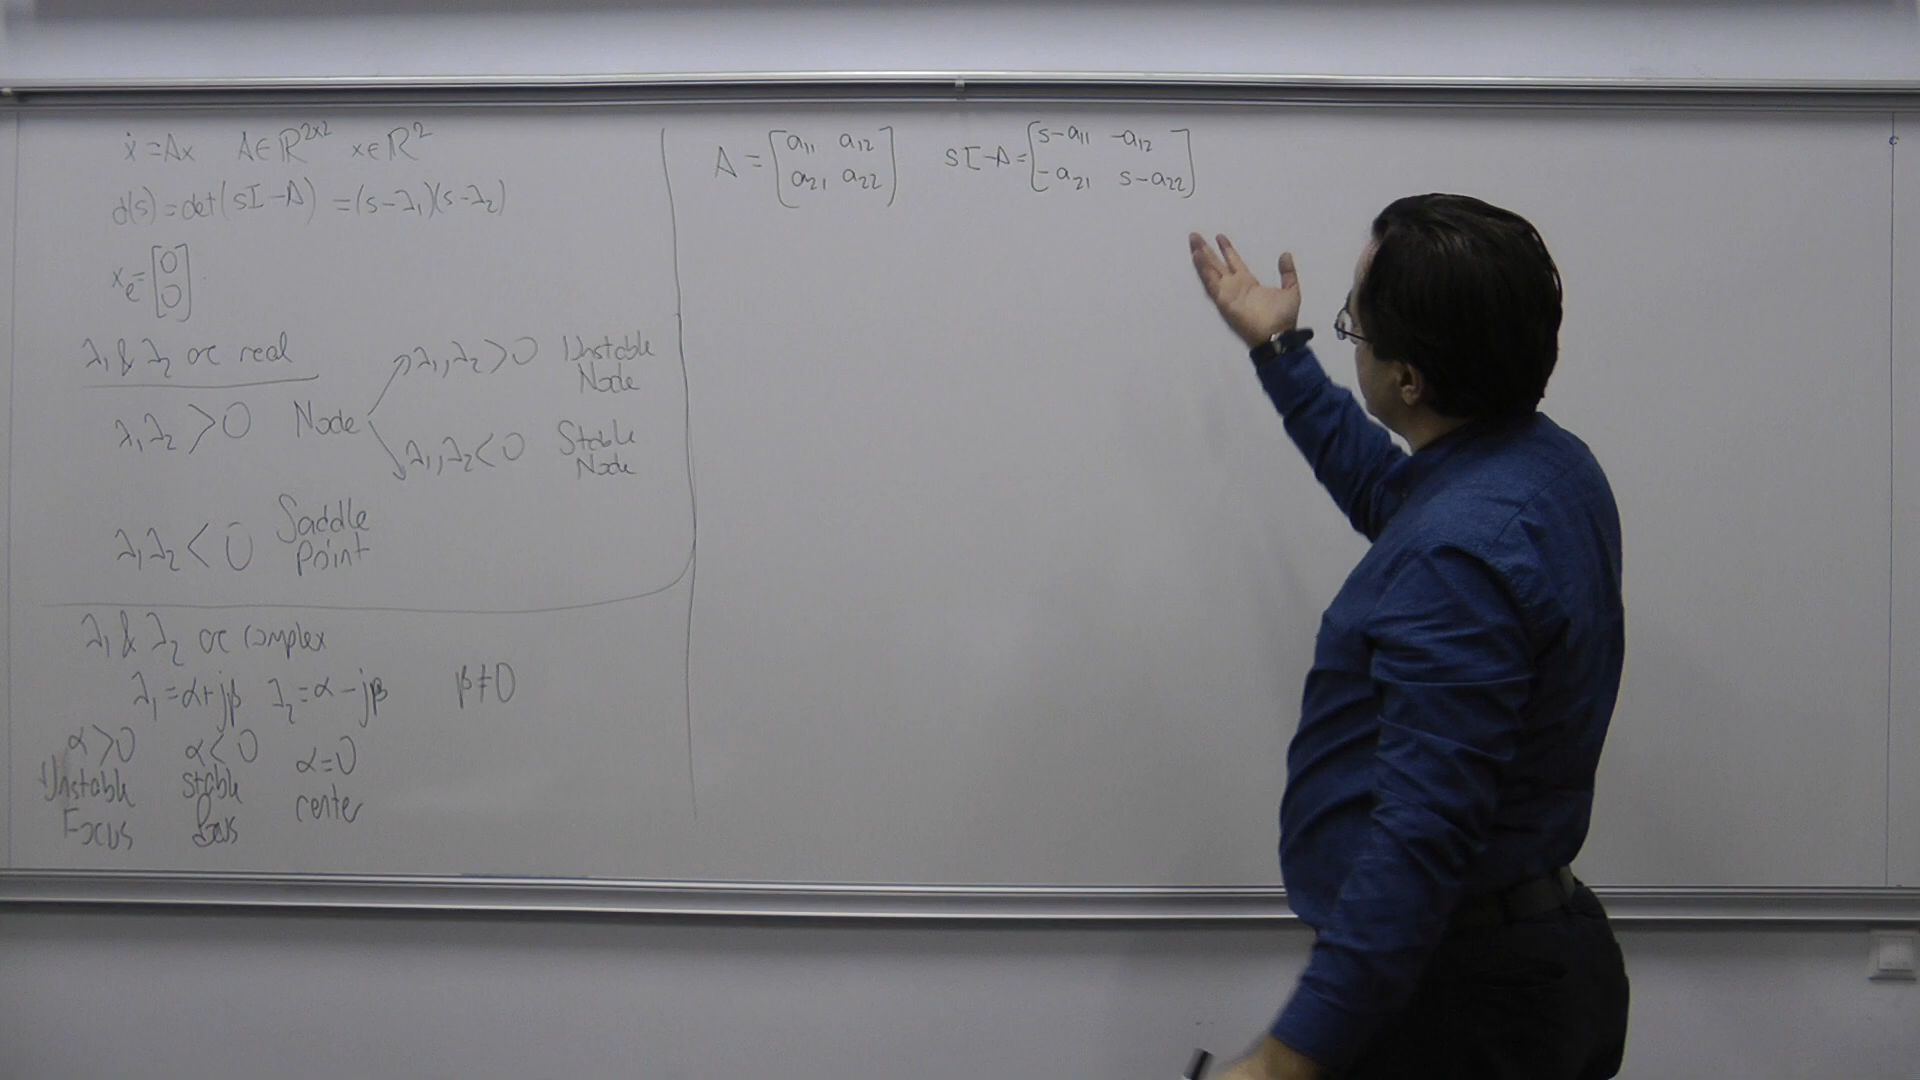 ẋ = Ax A∈ℝ^{2x2} x∈ℝ^2
d(s) = det(sI-A) = (s-λ₁)(s-λ₂)
x_e = [0
0]
λ₁ & λ₂ are real
λ₁λ₂ > 0 Node
λ₁, λ₂ > 0 Unstable
Node
λ₁, λ₂ < 0 Stable
Node
λ₁λ₂ < 0 Saddle
Point
λ₁ & λ₂ are complex
λ₁ = α+jβ λ₂ = α-jβ β≠0
α>0 α<0 α=0
Unstable stable center
Focus focus
A = [a₁₁ a₁₂
a₂₁ a₂₂]
sI-A = [s-a₁₁ -a₁₂
-a₂₁ s-a₂₂]